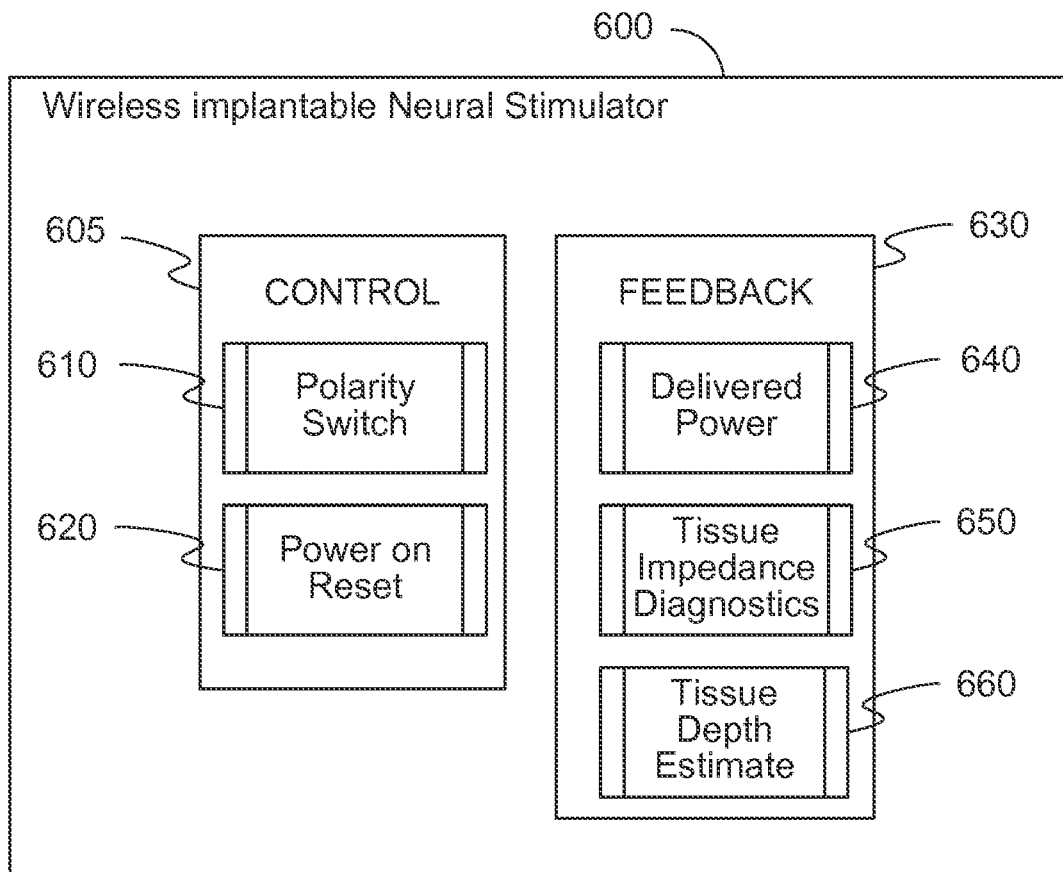 600
Wireless implantable Neural Stimulator
605
CONTROL
610
Polarity
Switch
620
Power on
Reset
630
FEEDBACK
640
Delivered
Power
650
Tissue
Impedance
Diagnostics
660
Tissue
Depth
Estimate